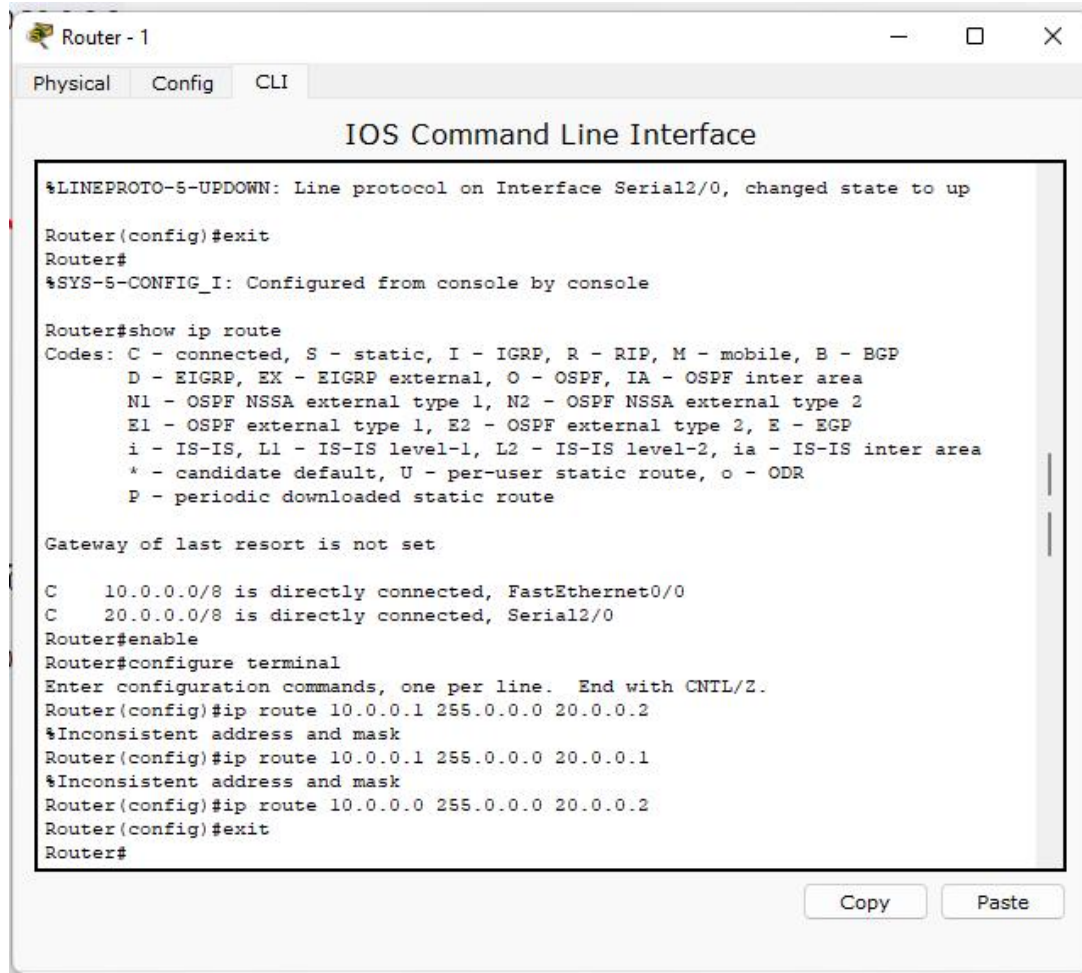 Router - 1
Physical Config CLI
IOS Command Line Interface
%LINEPROTO-5-UPDOWN: Line protocol on Interface Serial2/0, changed state to up
Router(config)#exit
Router#
%SYS-5-CONFIG_I: Configured from console by console
Router#show ip route
Codes: C - connected, S - static, I - IGRP, R - RIP, M - mobile, B - BGP
D - EIGRP, EX - EIGRP external, O - OSPF, IA - OSPF inter area
N1 - OSPF NSSA external type 1, N2 - OSPF NSSA external type 2
E1 - OSPF external type 1, E2 - OSPF external type 2, E - EGP
i - IS-IS, L1 - IS-IS level-1, L2 - IS-IS level-2, ia - IS-IS inter area
* - candidate default, U - per-user static route, o - ODR
P - periodic downloaded static route
Gateway of last resort is not set
C 10.0.0.0/8 is directly connected, FastEthernet0/0
C 20.0.0.0/8 is directly connected, Serial2/0
Router#enable
Router#configure terminal
Enter configuration commands, one per line. End with CNTL/Z.
Router(config)#ip route 10.0.0.1 255.0.0.0 20.0.0.2
%Inconsistent address and mask
Router(config)#ip route 10.0.0.1 255.0.0.0 20.0.0.1
%Inconsistent address and mask
Router(config)#ip route 10.0.0.0 255.0.0.0 20.0.0.2
Router(config)#exit
Router#
Copy Paste